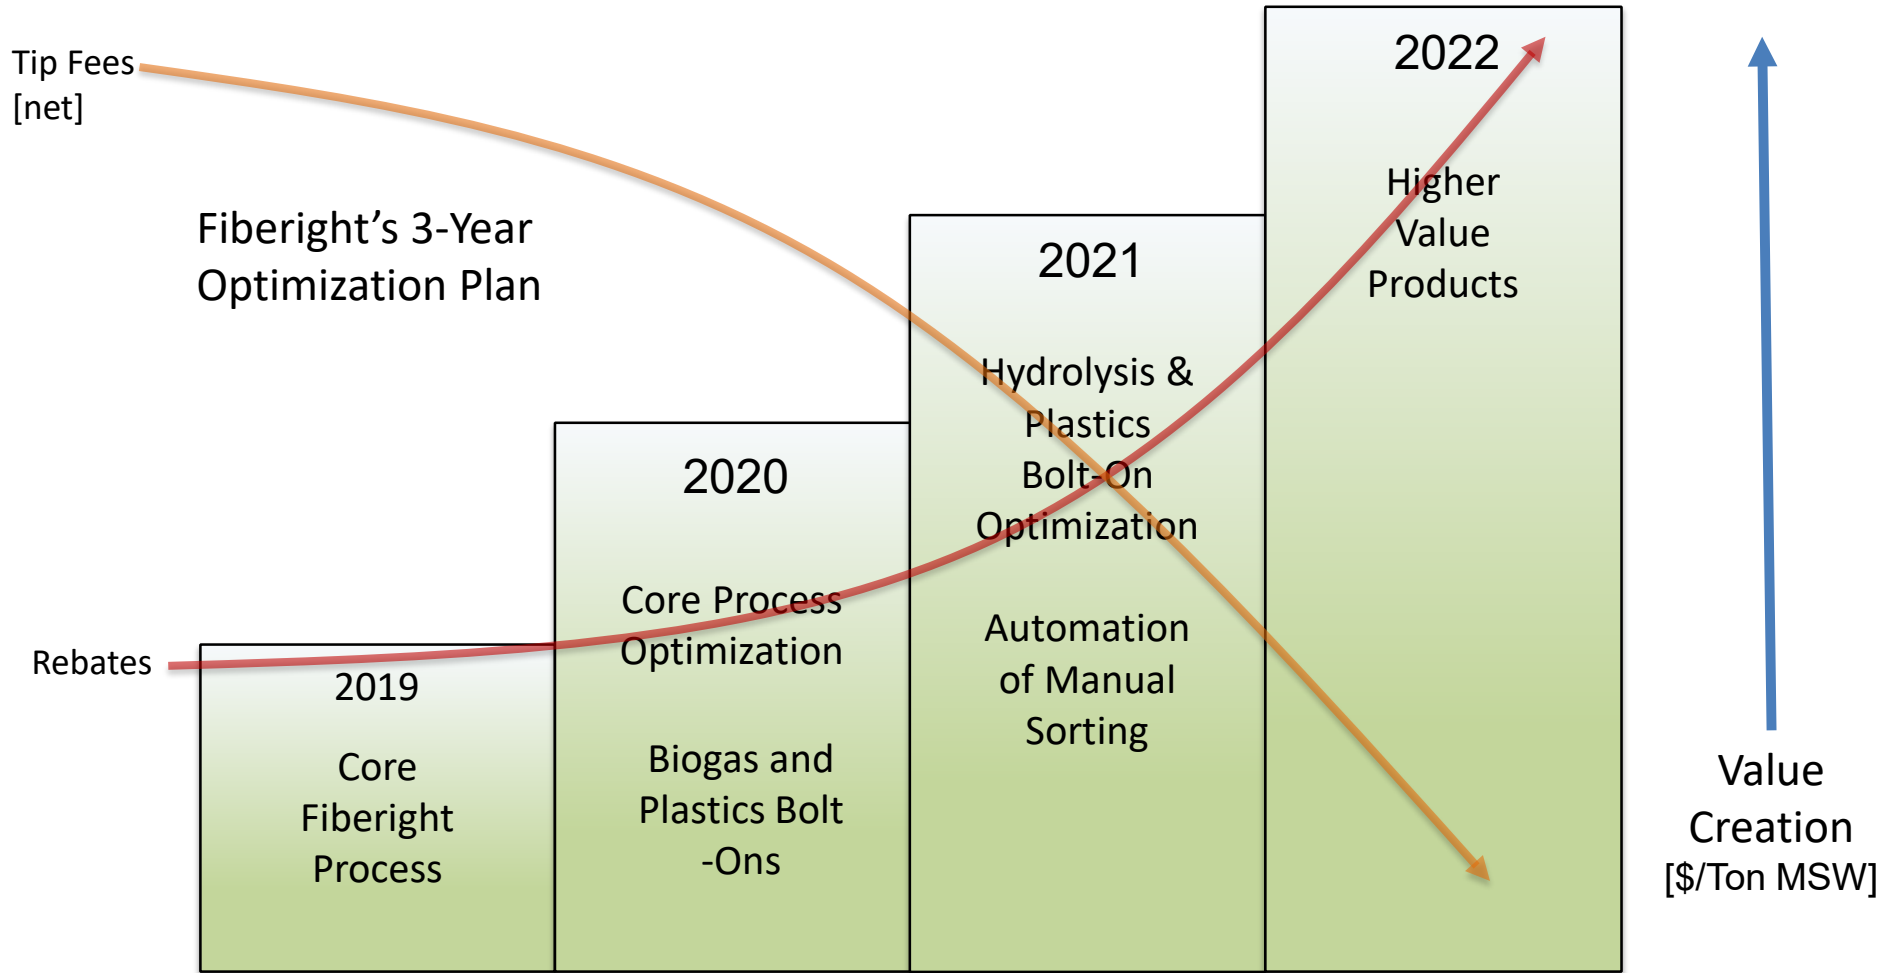 Tip Fees
[net]
Fiberight’s 3-Year
Optimization Plan
Rebates
2019
Core
Fiberight
Process
2020
Core Process
Optimization
Biogas and
Plastics Bolt
-Ons
2021
Hydrolysis &
Plastics
Bolt-On
Optimization
Automation
of Manual
Sorting
2022
Higher
Value
Products
Value
Creation
[$/Ton MSW]